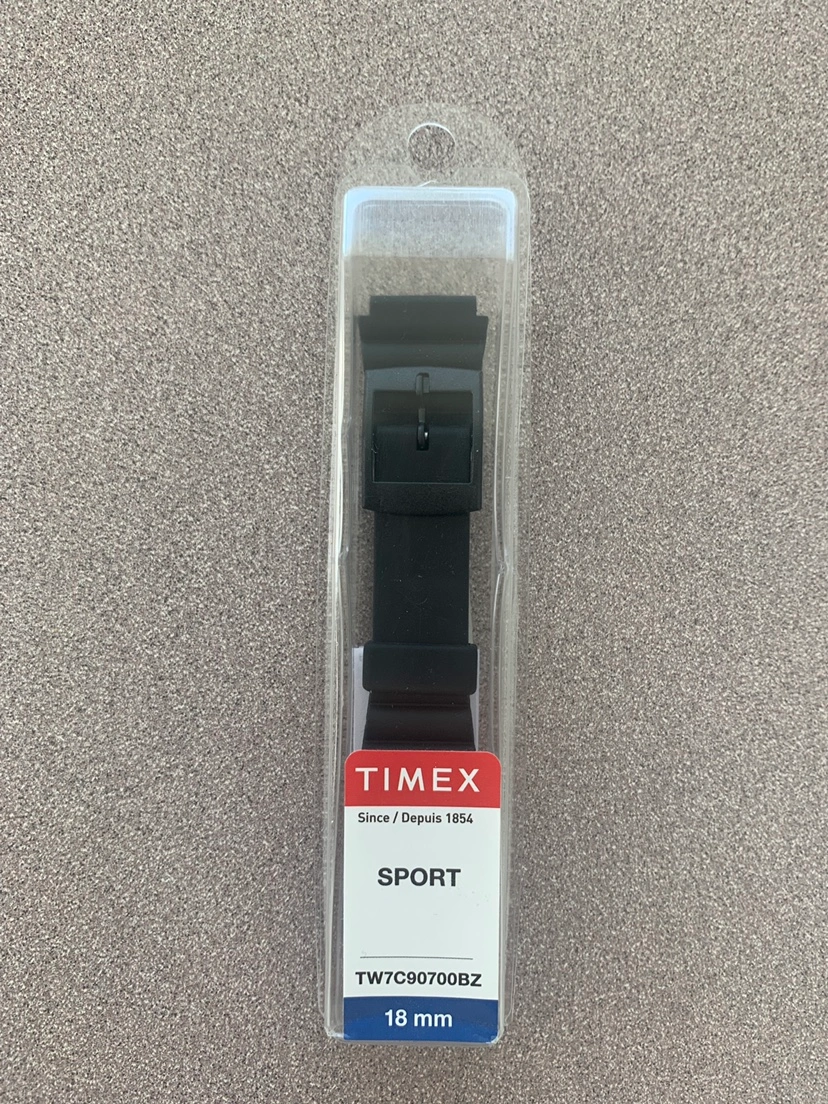 TIMEX
Since / Depuis 1854
SPORT
TW7C90700BZ
18 mm